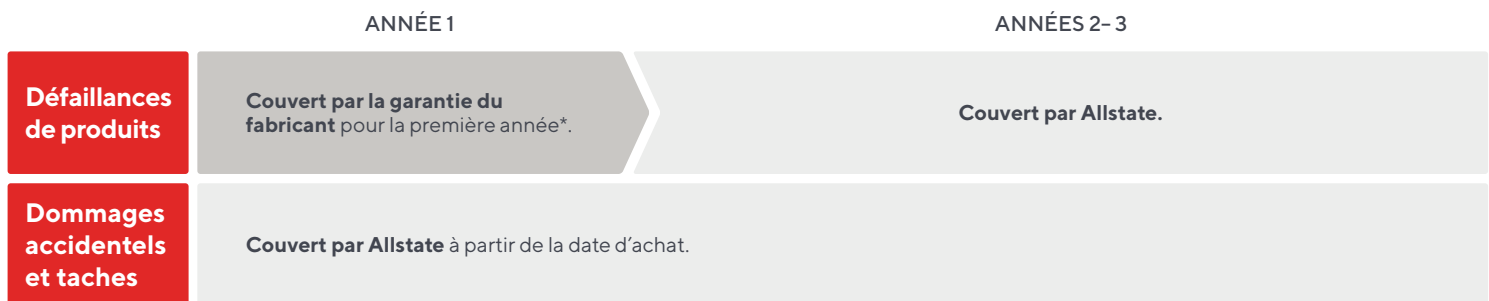 ANNÉE 1
ANNÉES 2–3
Défaillances
de produits
Couvert par la garantie du
fabricant pour la première année*.
Couvert par Allstate.
Dommages
accidentels
et taches
Couvert par Allstate à partir de la date d’achat.